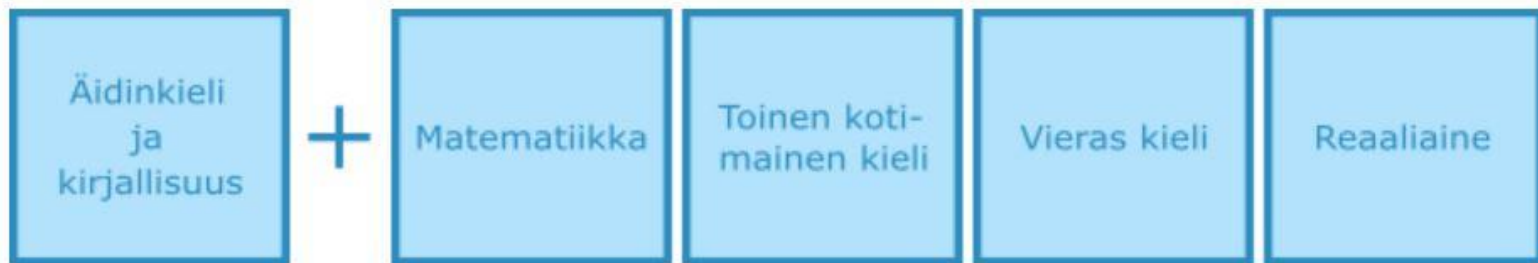 Äidinkieli
ja
kirjallisuus
+
Matematiikka
Toinen koti-
mainen kieli
Vieras kieli
Reaaliaine